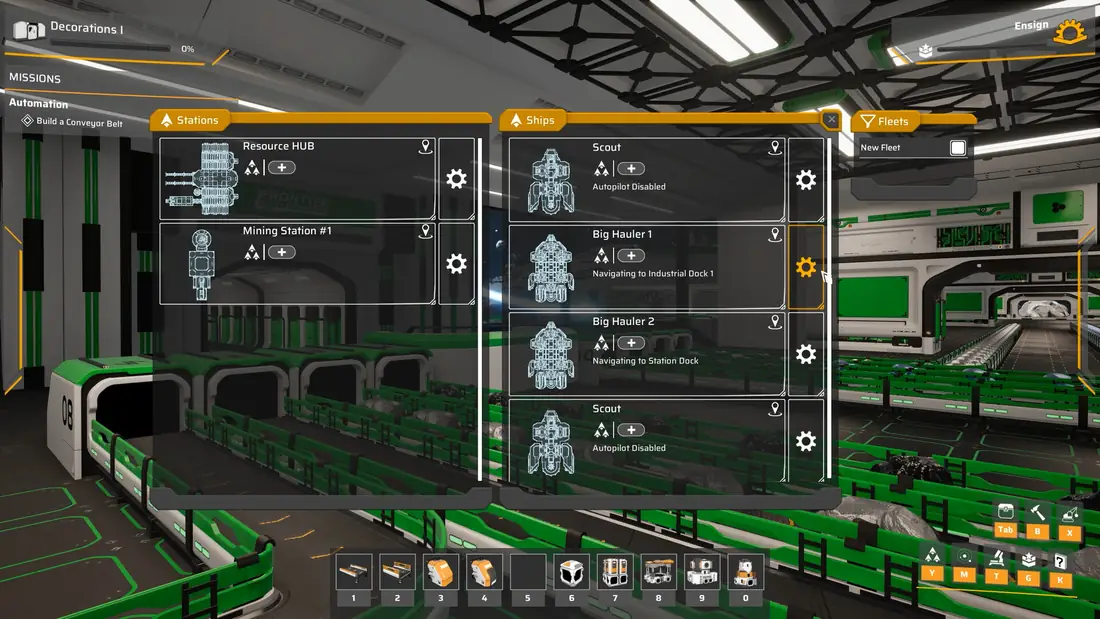 Decorations I
0%
Ensign
MISSIONS
Automation
Build a Conveyor Belt
Stations
Resource HUB
Mining Station #1
Ships
Scout
Autopilot Disabled
Big Hauler 1
Navigating to Industrial Dock 1
Big Hauler 2
Navigating to Station Dock
Scout
Autopilot Disabled
Fleets
New Fleet
08
Tab B X
Y M T G K
1 2 3 4 5 6 7 8 9 0